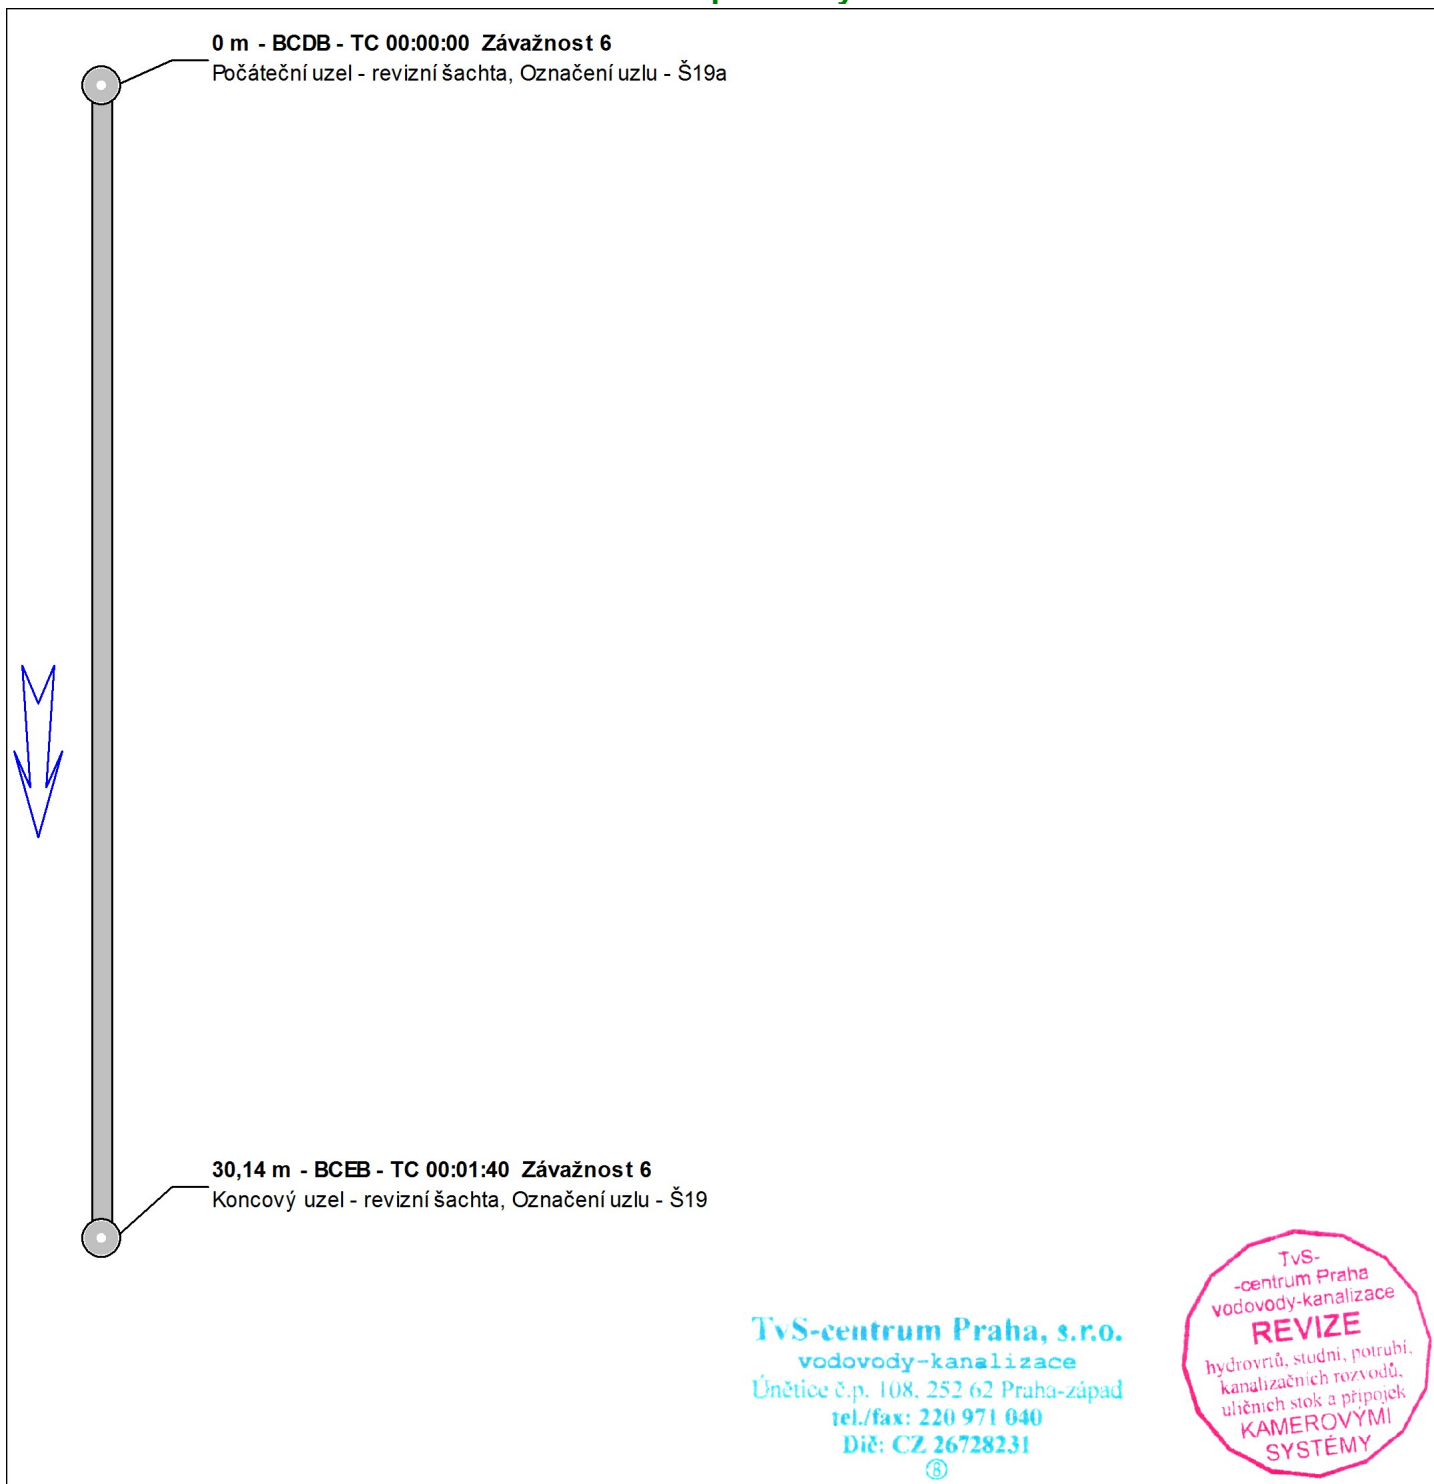 0 m - BCDB - TC 00:00:00 Závažnost 6
Počáteční uzel - revizní šachta, Označení uzlu - Š19a
30,14 m - BCEB - TC 00:01:40 Závažnost 6
Koncový uzel - revizní šachta, Označení uzlu - Š19
TvS-centrum Praha, s.r.o.
vodovody-kanalizace
Únětice č.p. 108, 252 62 Praha-západ
tel./fax: 220 971 040
Dič: CZ 26728231
⑧
TvS-
-centrum Praha
vodovody-kanalizace
REVIZE
hydrovrtů, studní, potrubí,
kanalizačních rozvodů,
uličních stok a přípojek
KAMEROVÝMI
SYSTÉMY